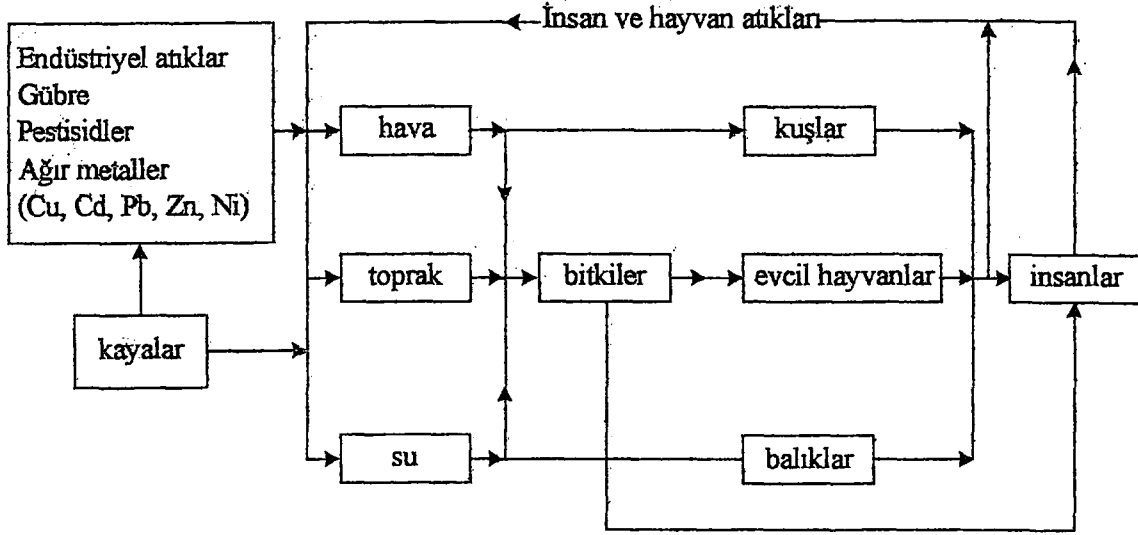 İnsan ve hayvan atıkları
Endüstriyel atıklar
Gübre
Pestisidler
Ağır metaller
(Cu, Cd, Pb, Zn, Ni)
hava
kuşlar
toprak
bitkiler
evcil hayvanlar
insanlar
kayalar
su
balıklar